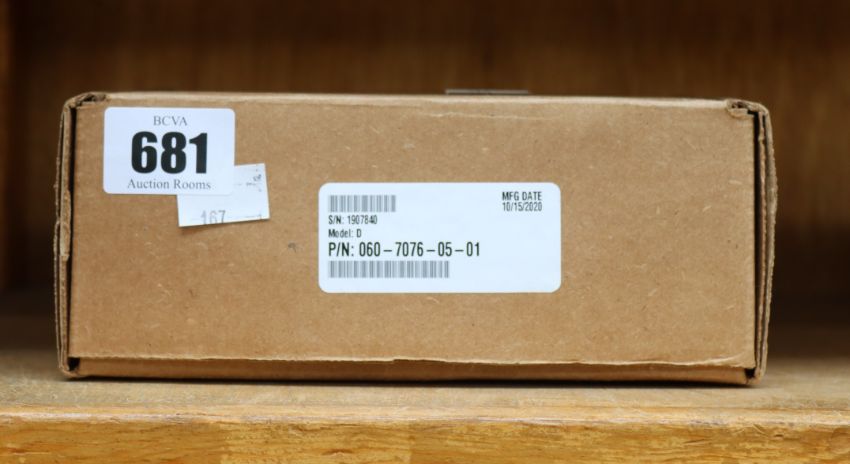 BCVA
681
Auction Rooms
167
MFG DATE
10/15/2020
S/N: 1907840
Model: D
P/N: 060-7076-05-01